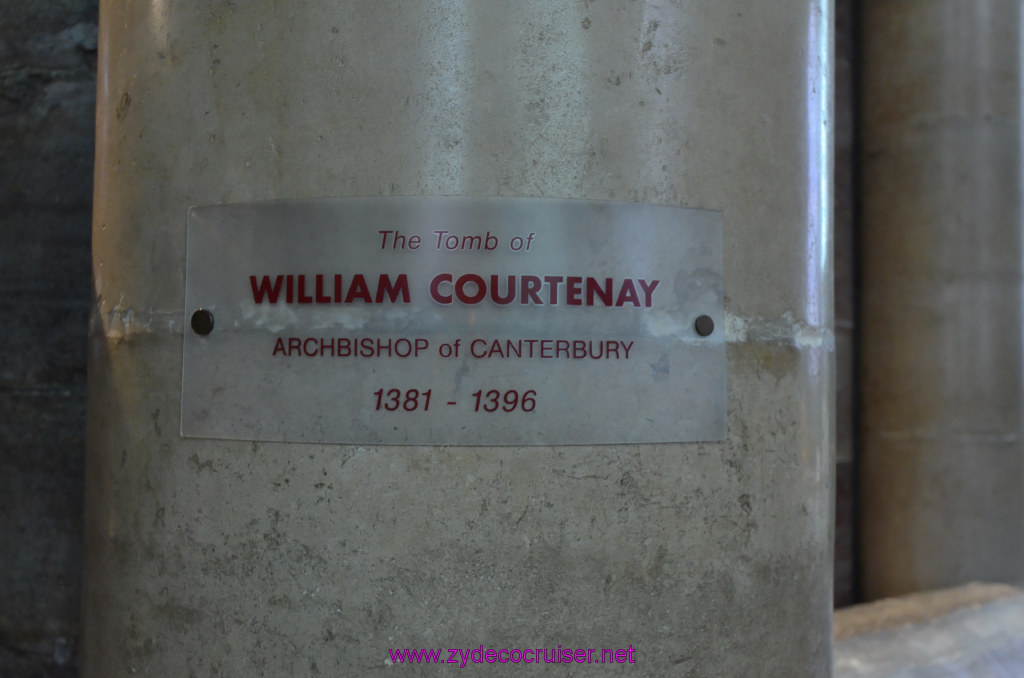 The Tomb of
WILLIAM COURTENAY
ARCHBISHOP of CANTERBURY
1381 - 1396
www.zydecocruiser.net